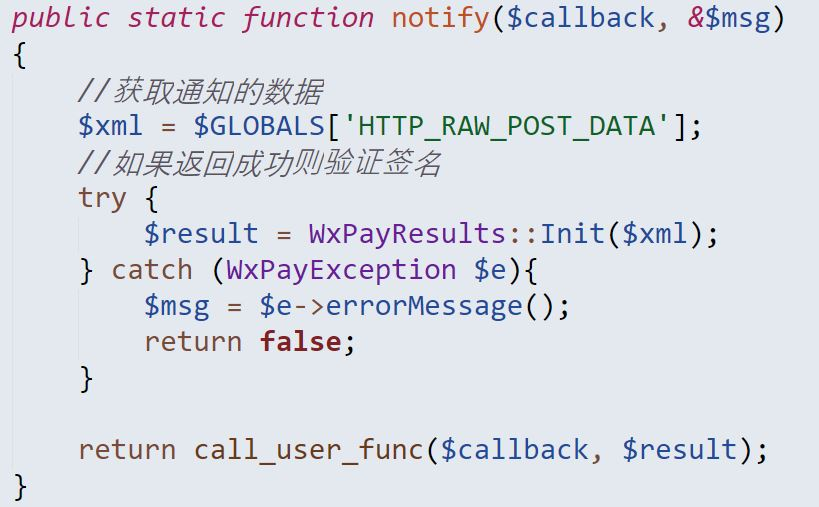 public static function notify($callback, &$msg)
{
    //获取通知的数据
    $xml = $GLOBALS['HTTP_RAW_POST_DATA'];
    //如果返回成功则验证签名
    try {
        $result = WxPayResults::Init($xml);
    } catch (WxPayException $e){
        $msg = $e->errorMessage();
        return false;
    }

    return call_user_func($callback, $result);
}